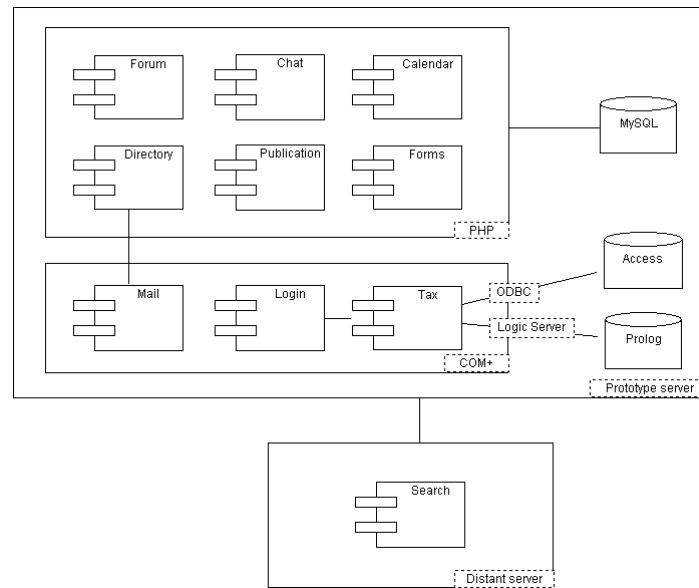 Forum
Chat
Calendar
MySQL
Directory
Publication
Forms
PHP
Access
Mail
Login
Tax
ODBC
Logic Server
Prolog
COM+
Prototype server
Search
Distant server